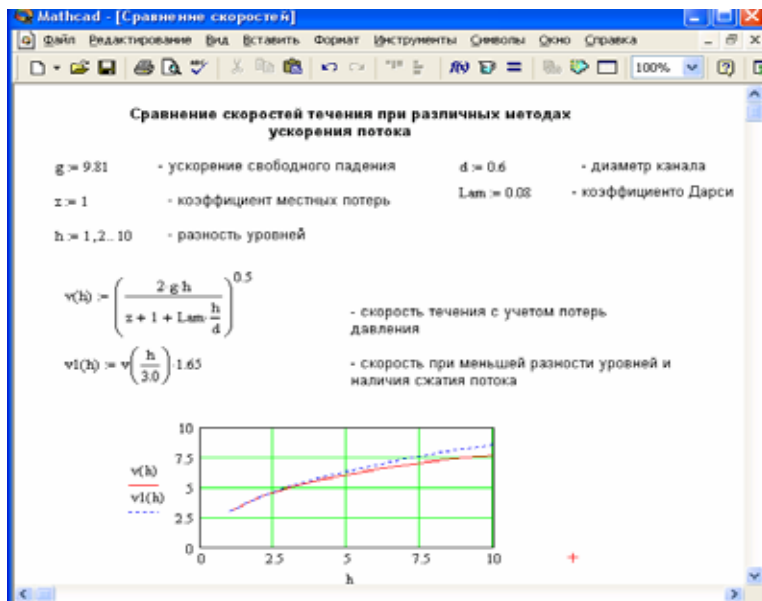 Mathcad - [Сравнение скоростей]
Файл Редактирование Вид Вставить Формат Инструменты Символы Окно Справка
100%
Сравнение скоростей течения при различных методах
ускорения потока
g := 9.81 - ускорение свободного падения d := 0.6 - диаметр канала
z := 1 - коэффициент местных потерь Lam := 0.08 - коэффициенто Дарси
h := 1,2.. 10 - разность уровней
v(h) := (2·g·h / (z + 1 + Lam·h/d))^0.5 - скорость течения с учетом потерь
давления
v1(h) := v(h/3.0)·1.65 - скорость при меньшей разности уровней и
наличия сжатия потока
10
7.5
5
2.5
0
v(h)
v1(h)
0 2.5 5 7.5 10
h